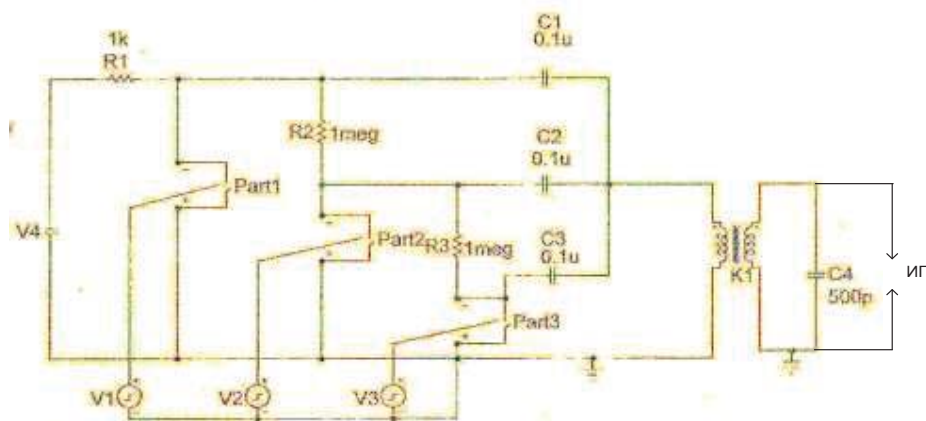 1k
R1
C1
0.1u
R2
1meg
C2
0.1u
Part1
V4
Part2
R3
1meg
C3
0.1u
K1
C4
500p
ИП
Part3
V1
V2
V3